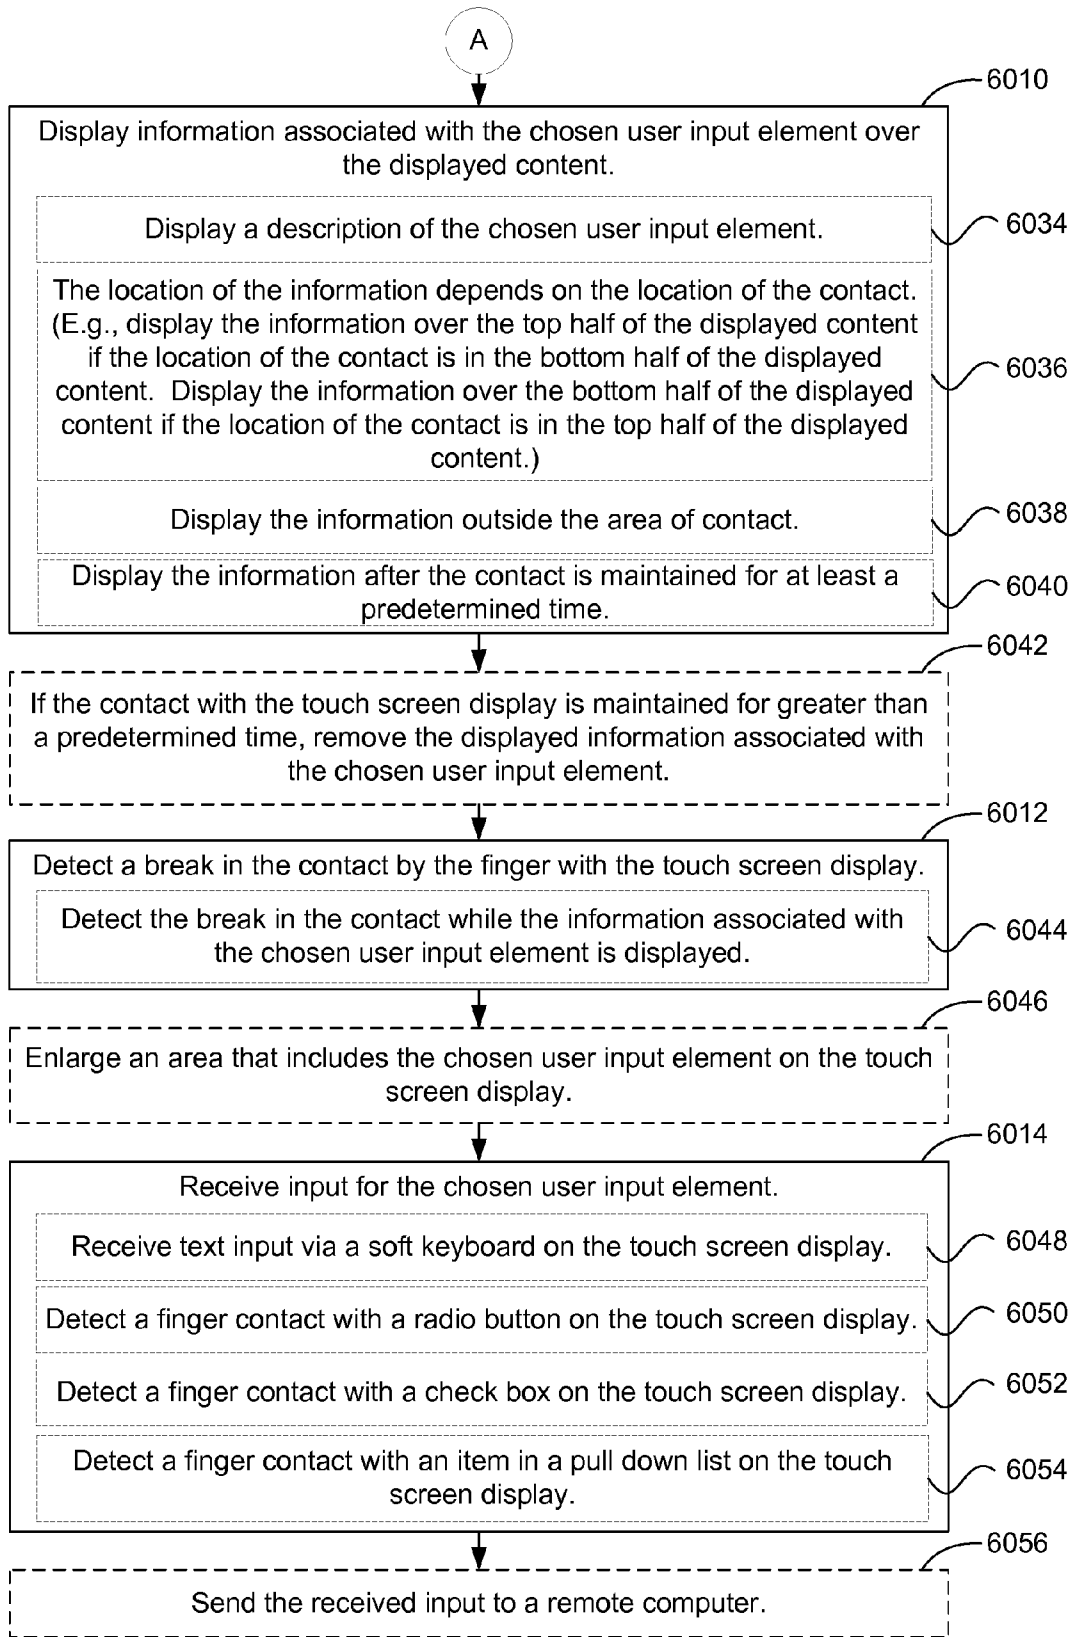 A
6010
Display information associated with the chosen user input element over
the displayed content.
Display a description of the chosen user input element.
6034
The location of the information depends on the location of the contact.
(E.g., display the information over the top half of the displayed content
if the location of the contact is in the bottom half of the displayed
content.  Display the information over the bottom half of the displayed
content if the location of the contact is in the top half of the displayed
content.)
6036
Display the information outside the area of contact.
6038
Display the information after the contact is maintained for at least a
predetermined time.
6040
6042
If the contact with the touch screen display is maintained for greater than
a predetermined time, remove the displayed information associated with
the chosen user input element.
6012
Detect a break in the contact by the finger with the touch screen display.
Detect the break in the contact while the information associated with
the chosen user input element is displayed.
6044
6046
Enlarge an area that includes the chosen user input element on the touch
screen display.
6014
Receive input for the chosen user input element.
Receive text input via a soft keyboard on the touch screen display.
6048
Detect a finger contact with a radio button on the touch screen display.
6050
Detect a finger contact with a check box on the touch screen display.
6052
Detect a finger contact with an item in a pull down list on the touch
screen display.
6054
6056
Send the received input to a remote computer.